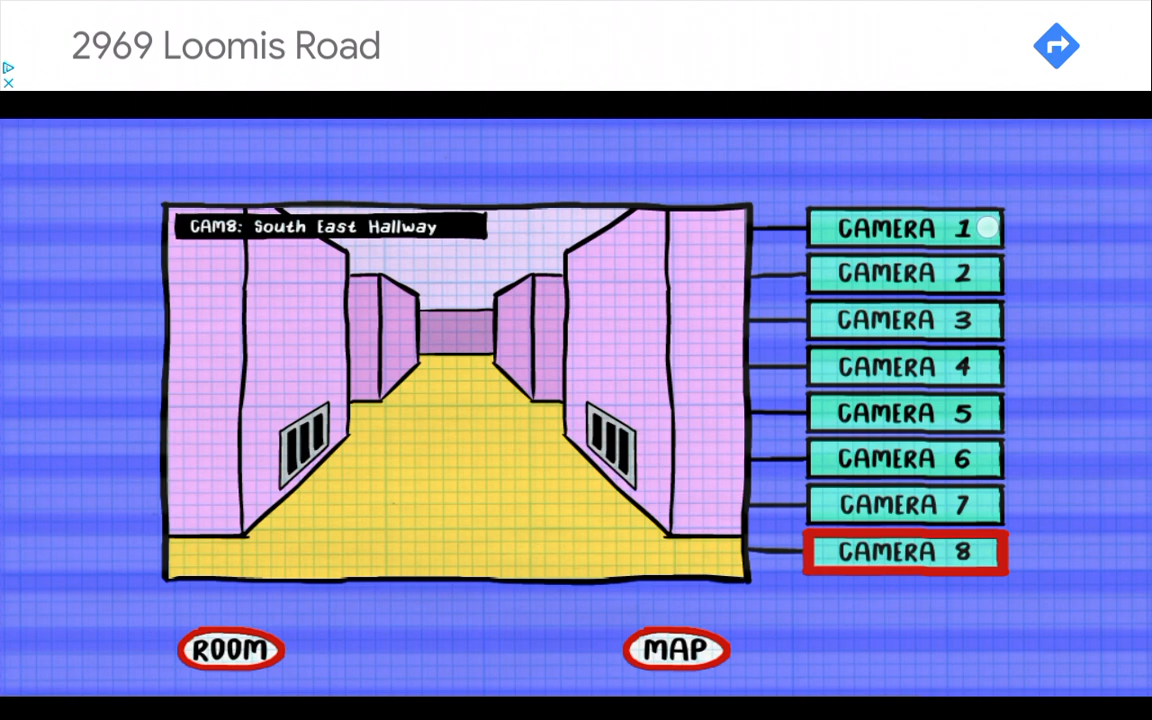 2969 Loomis Road
CAM8: South East Hallway
CAMERA 1
CAMERA 2
CAMERA 3
CAMERA 4
CAMERA 5
CAMERA 6
CAMERA 7
CAMERA 8
ROOM
MAP